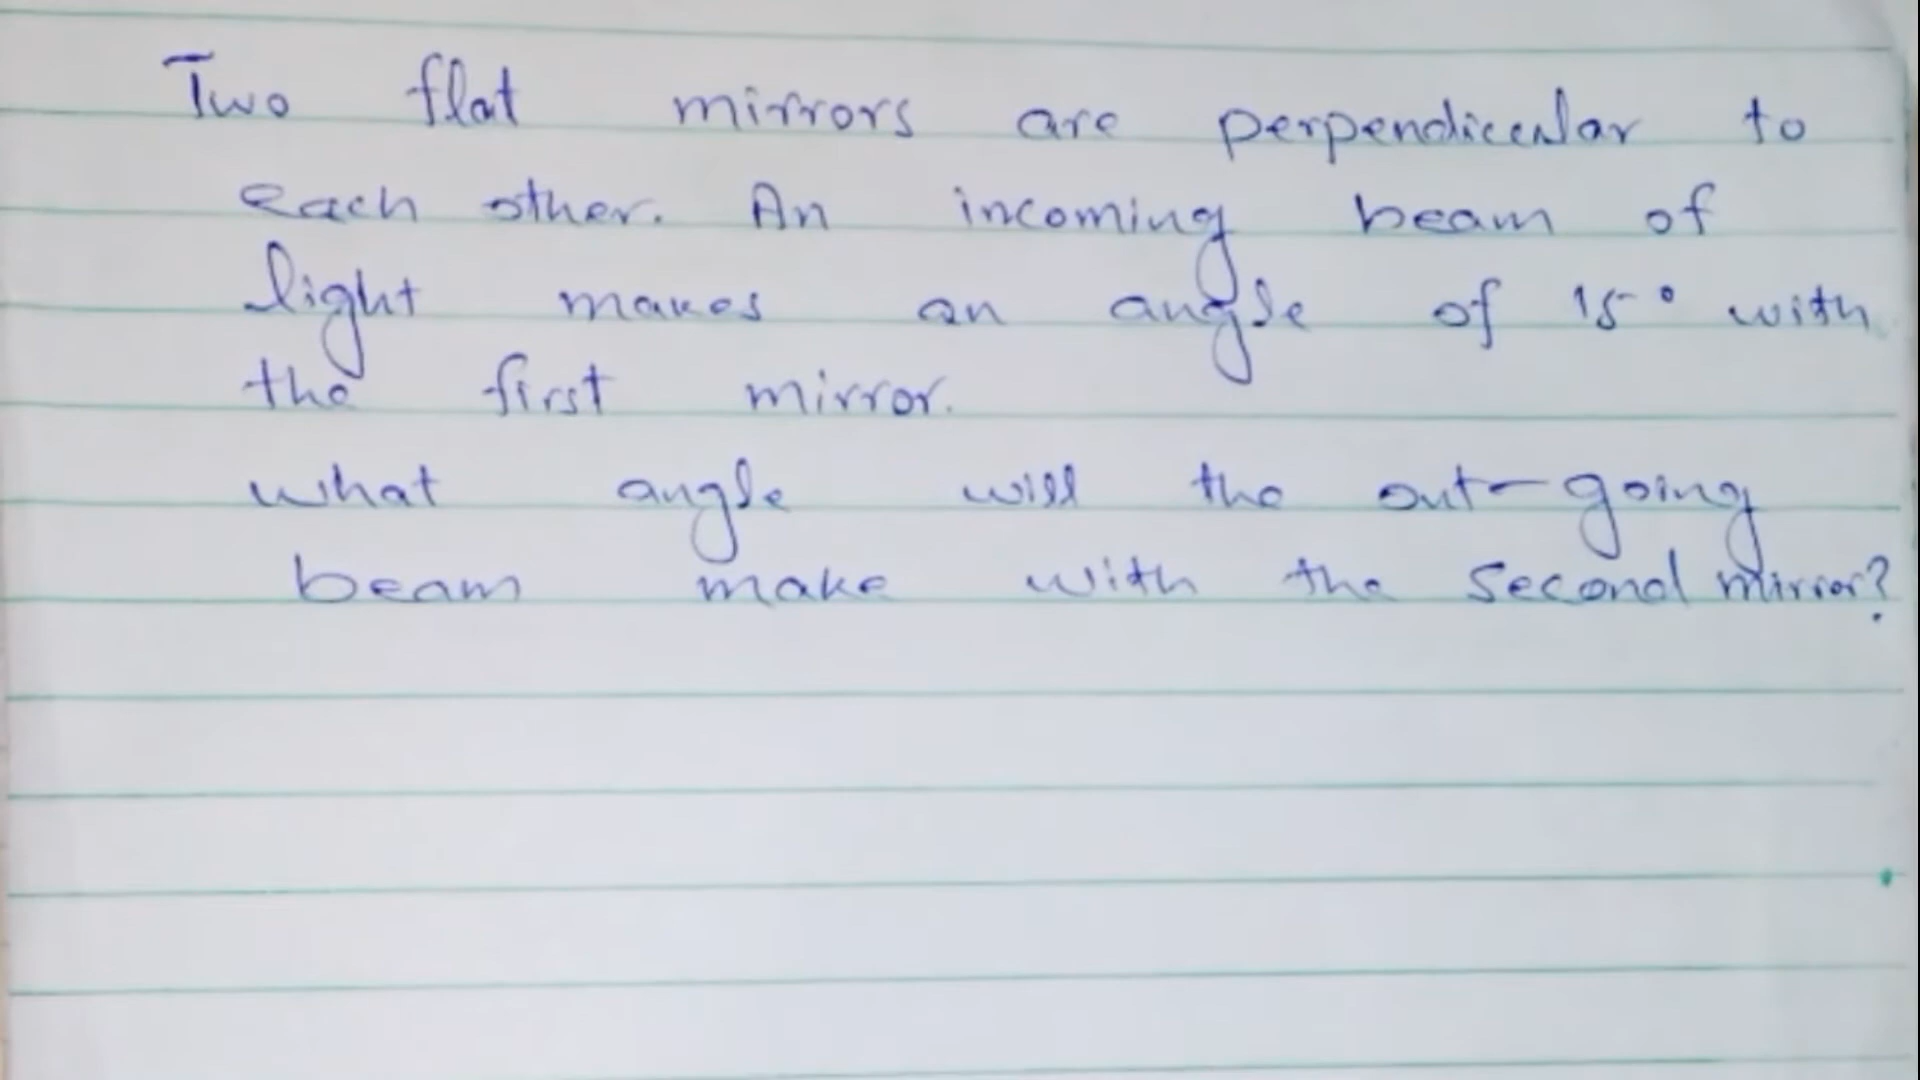 Two flat mirrors are perpendicular to
each other. An incoming beam of
light makes an angle of 15° with
the first mirror.
what angle will the out-going
beam make with the second mirror?